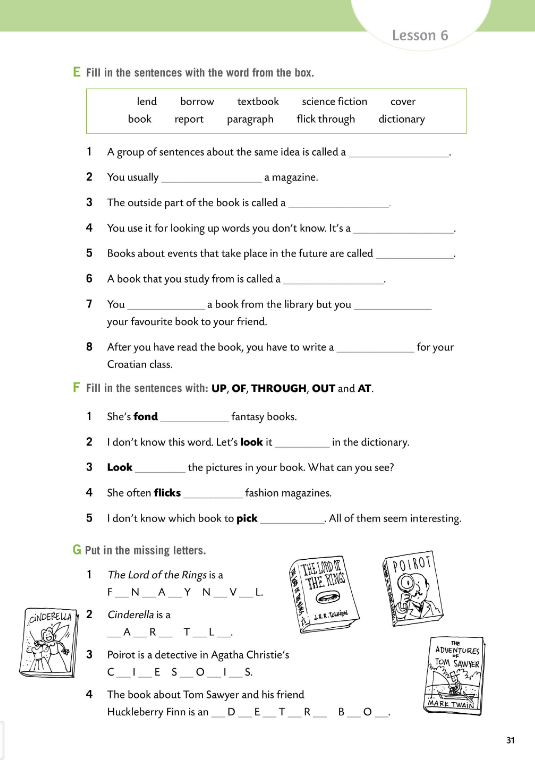 Lesson 6
E Fill in the sentences with the word from the box.
lend borrow textbook science fiction cover
book report paragraph flick through dictionary
1 A group of sentences about the same idea is called a __________________.
2 You usually __________________ a magazine.
3 The outside part of the book is called a __________________.
4 You use it for looking up words you don't know. It's a __________________.
5 Books about events that take place in the future are called ______________.
6 A book that you study from is called a __________________.
7 You ______________ a book from the library but you ______________
your favourite book to your friend.
8 After you have read the book, you have to write a ______________ for your
Croatian class.
F Fill in the sentences with: UP, OF, THROUGH, OUT and AT.
1 She's fond ____________ fantasy books.
2 I don't know this word. Let's look it __________ in the dictionary.
3 Look _________ the pictures in your book. What can you see?
4 She often flicks ___________ fashion magazines.
5 I don't know which book to pick ____________. All of them seem interesting.
G Put in the missing letters.
1 The Lord of the Rings is a
F __ N __ A __ Y N __ V __ L.
2 Cinderella is a
__ A __ R __ T __ L __.
3 Poirot is a detective in Agatha Christie's
C __ I __ E S __ O __ I __ S.
4 The book about Tom Sawyer and his friend
Huckleberry Finn is an __ D __ E __ T __ R __ B __ O __.
THE LORD OF
THE RINGS
J.R.R. Tolkien
POIROT
CINDERELLA
THE
ADVENTURES
OF
TOM SAWYER
MARK TWAIN
31